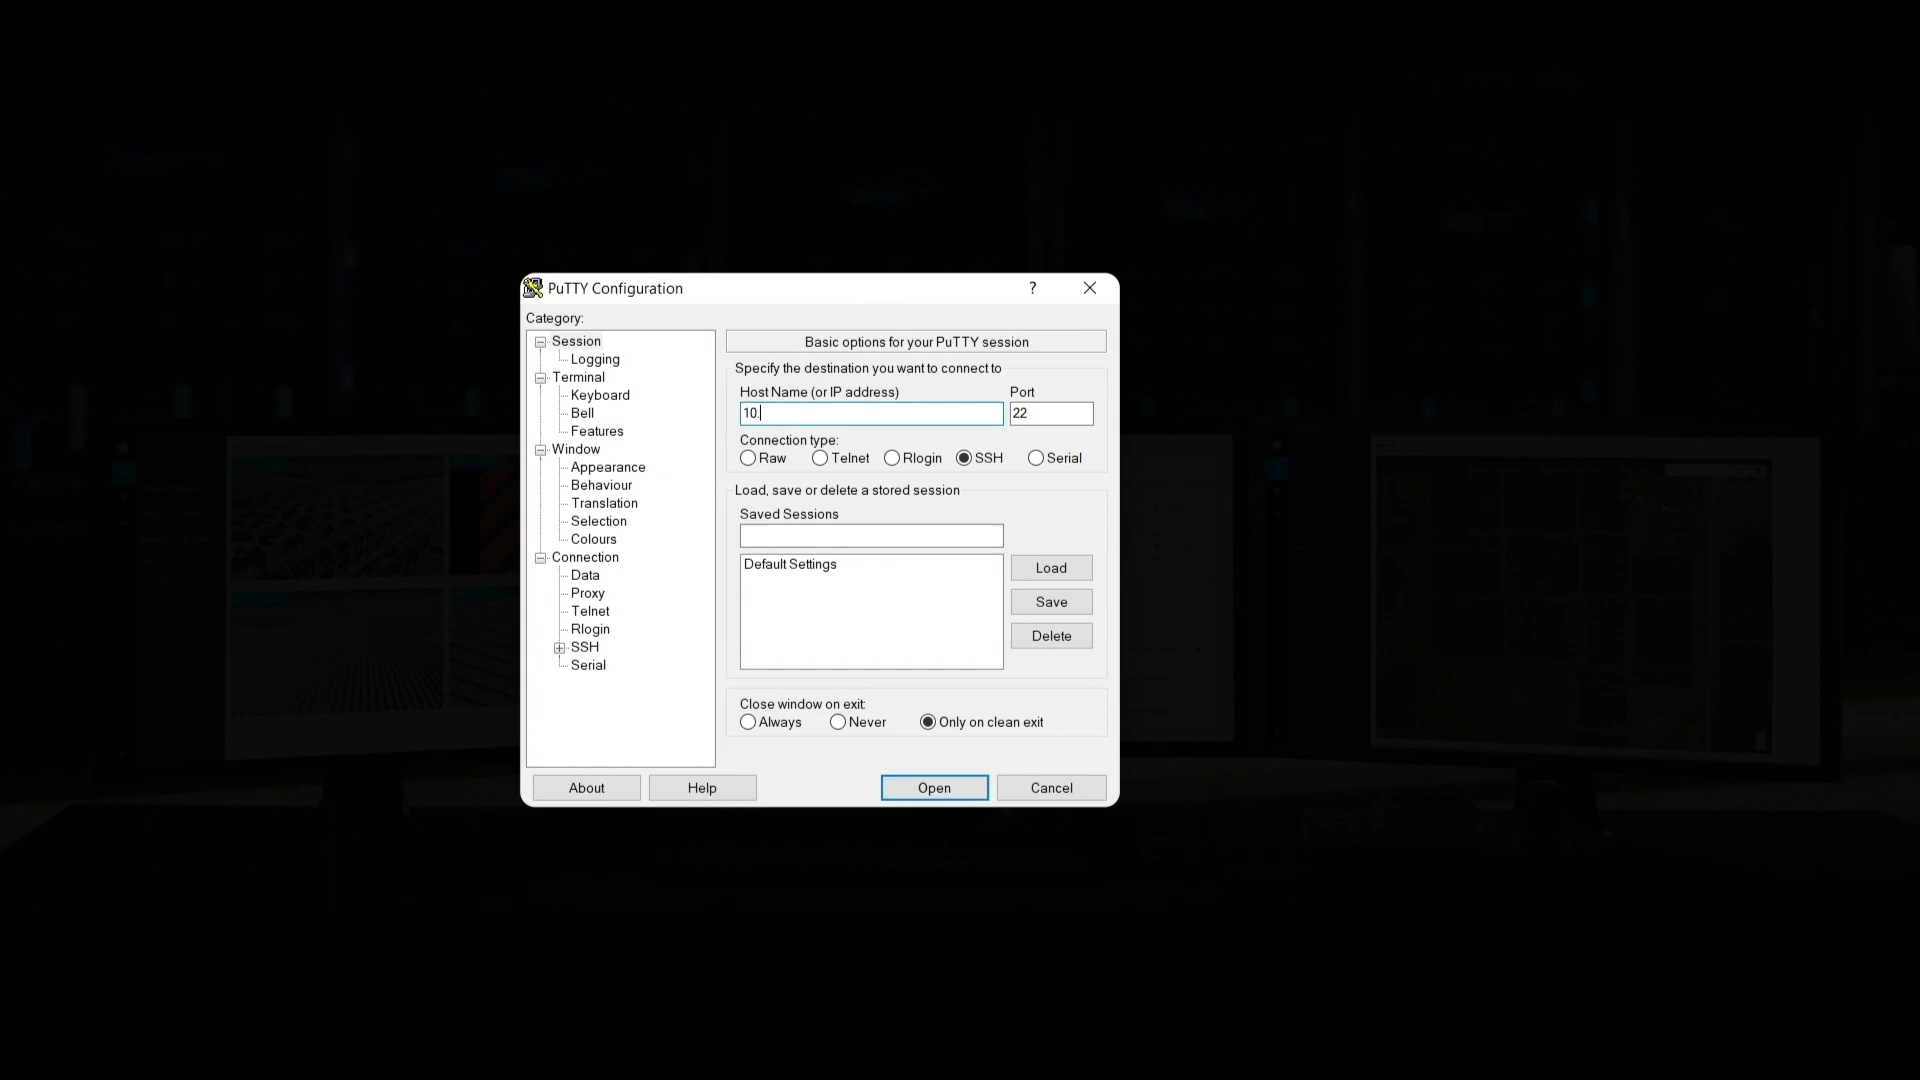 PuTTY Configuration
?
Category:
Session
Logging
Terminal
Keyboard
Bell
Features
Window
Appearance
Behaviour
Translation
Selection
Colours
Connection
Data
Proxy
Telnet
Rlogin
SSH
Serial
Basic options for your PuTTY session
Specify the destination you want to connect to
Host Name (or IP address) Port
10. 22
Connection type:
Raw Telnet Rlogin SSH Serial
Load, save or delete a stored session
Saved Sessions
Default Settings
Load
Save
Delete
Close window on exit:
Always Never Only on clean exit
About Help Open Cancel